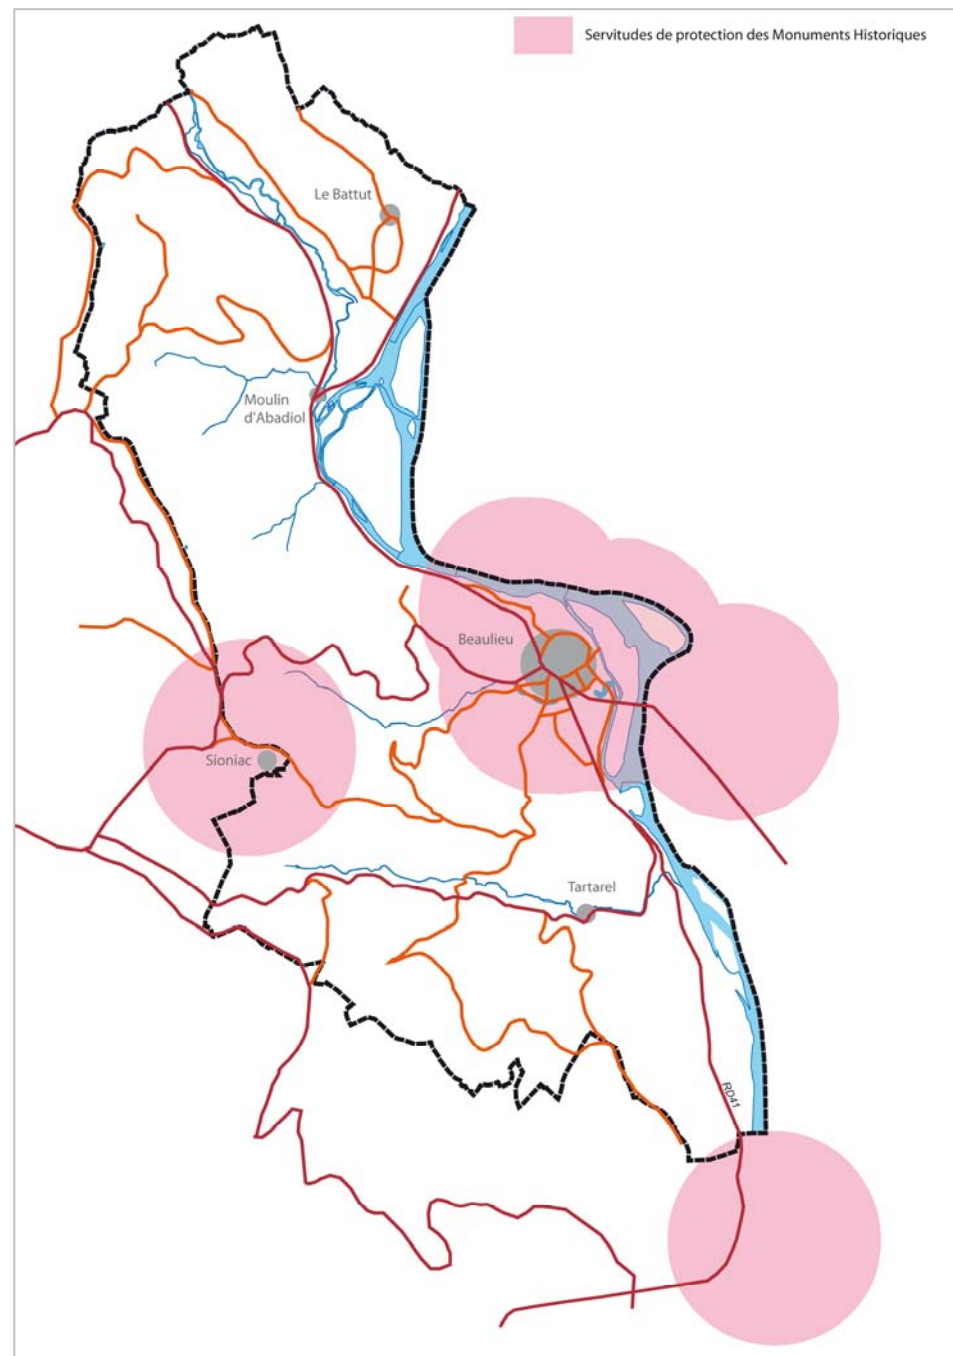 Servitudes de protection des Monuments Historiques
Le Battut
Moulin
d'Abadiol
Beaulieu
Sioniac
Tartarel
RD41